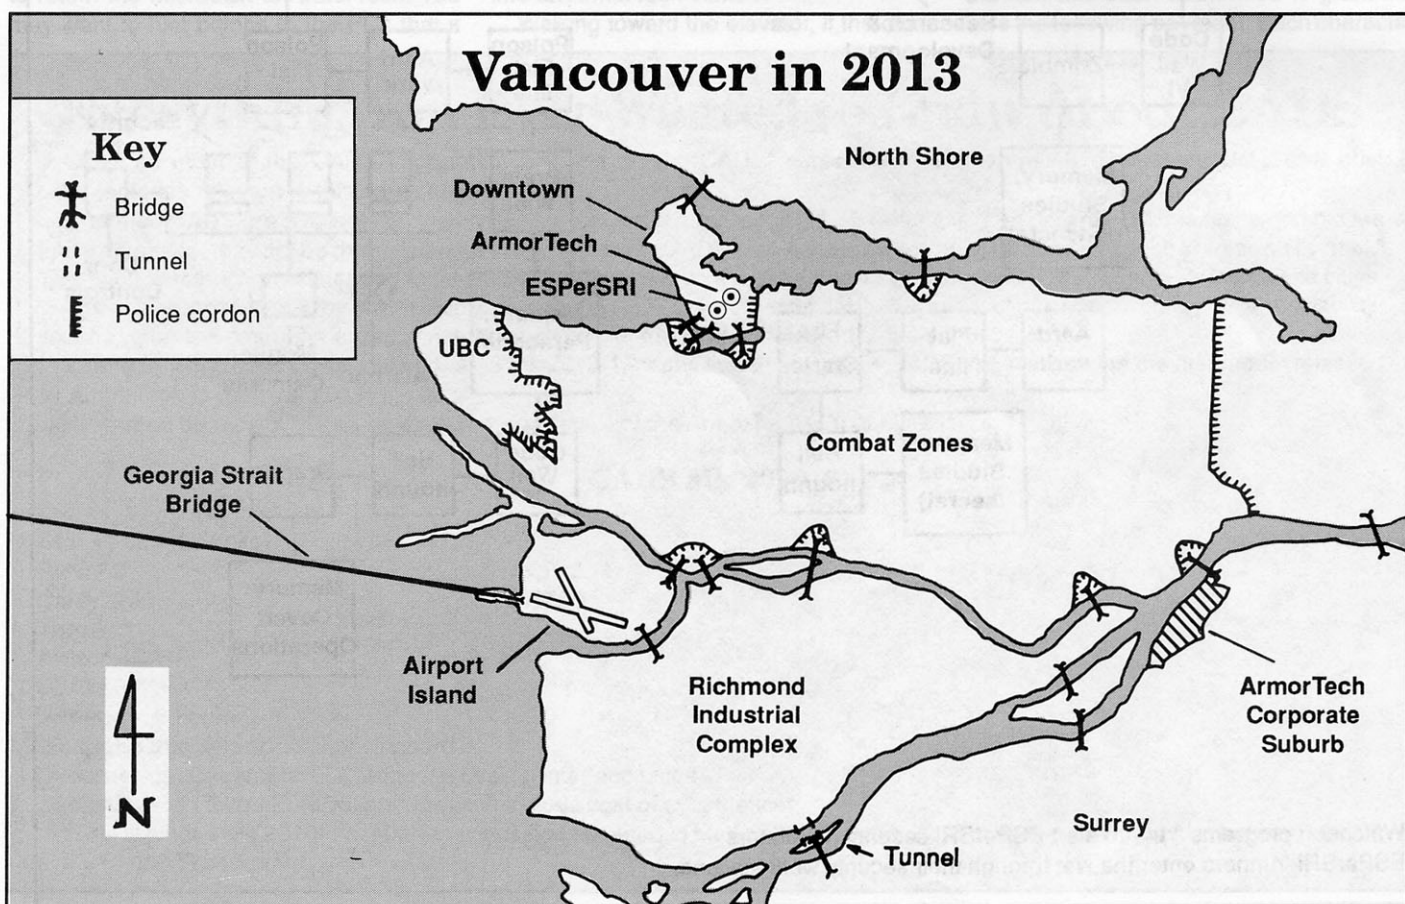 Vancouver in 2013
Key
Bridge
Tunnel
Police cordon
North Shore
Downtown
ArmorTech
ESPerSRI
UBC
Combat Zones
Georgia Strait
Bridge
Airport
Island
Richmond
Industrial
Complex
ArmorTech
Corporate
Suburb
Surrey
Tunnel
N